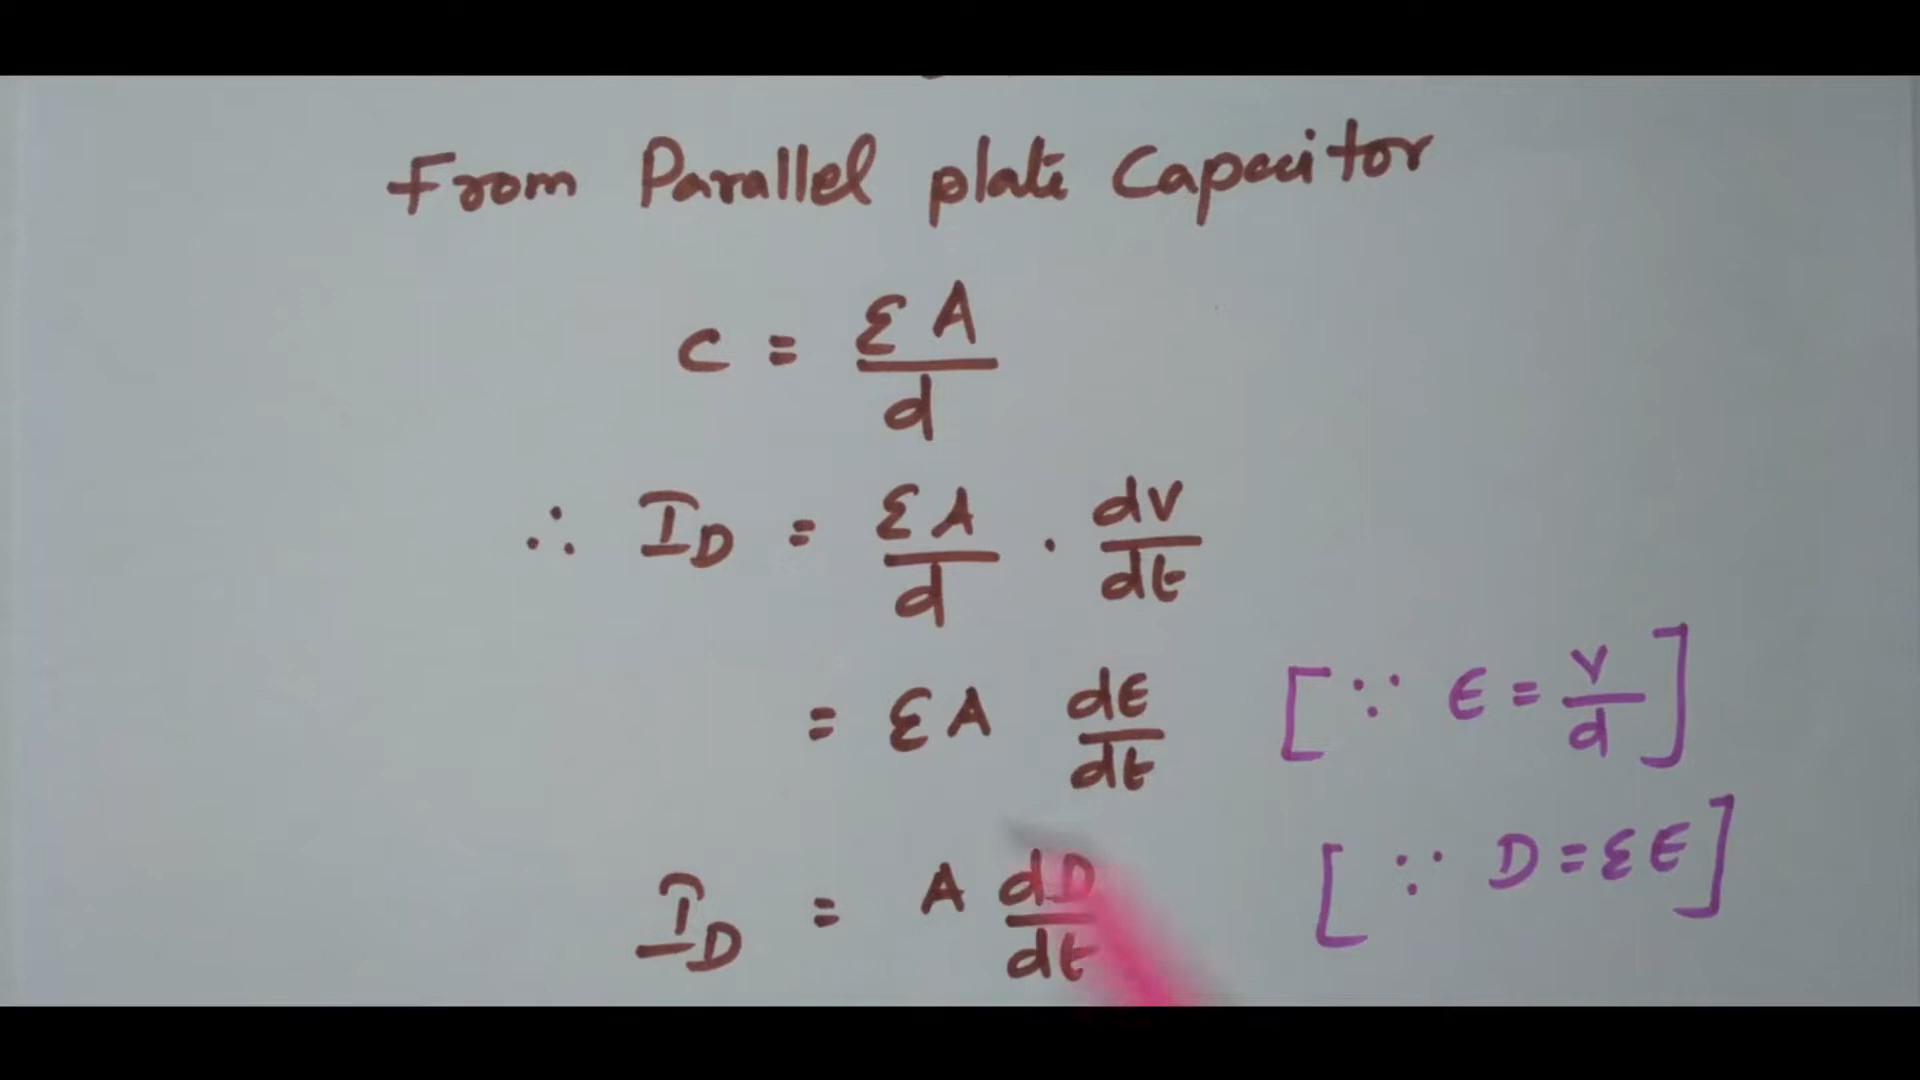 From Parallel plate Capacitor
C = εA/d
∴ I_D = εA/d · dV/dt
= εA dE/dt [∵ E = V/d]
I_D = A dD/dt [∵ D = εE]